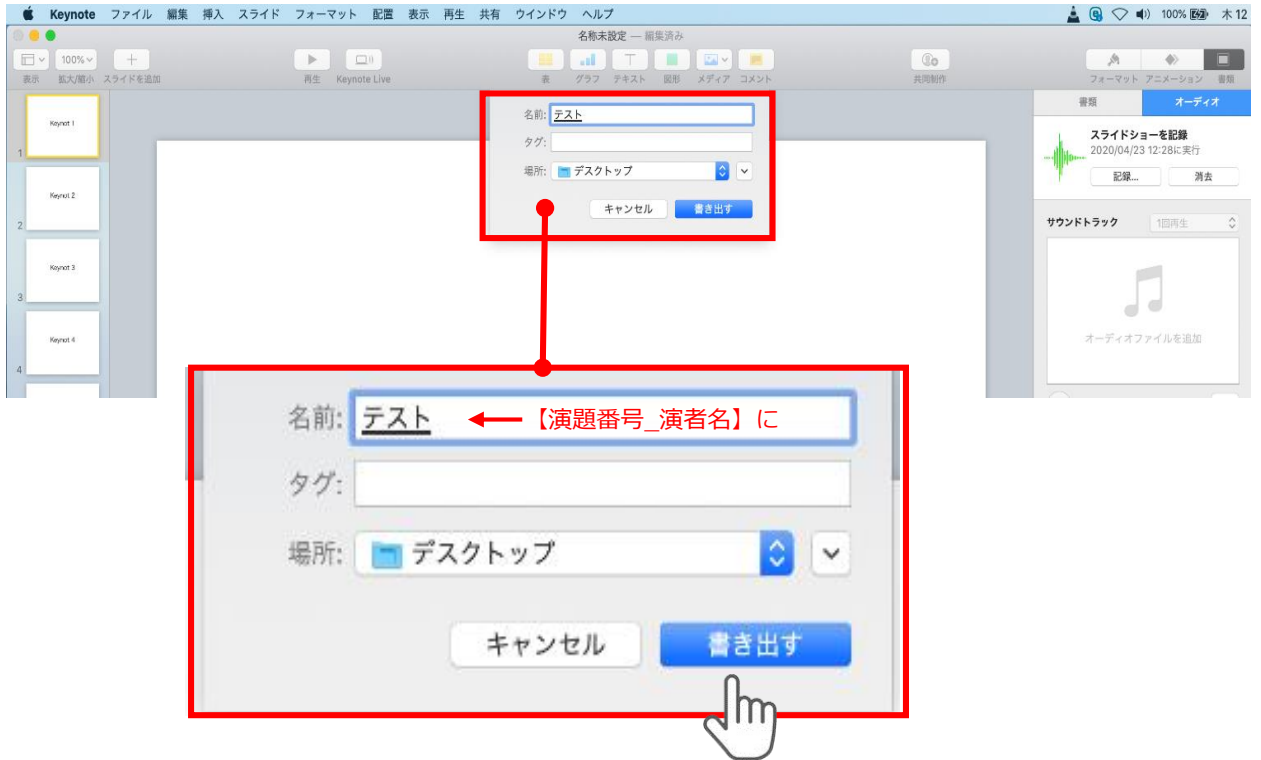 Keynote ファイル 編集 挿入 スライド フォーマット 配置 表示 再生 共有 ウインドウ ヘルプ 100% 木12
名称未設定 — 編集済み
100%
表示 拡大/縮小 スライドを追加 再生 Keynote Live 表 グラフ テキスト 図形 メディア コメント 共同制作 フォーマット アニメーション 書類
Keynot 1
1
Keynot 2
2
Keynot 3
3
Keynot 4
4
名前: テスト
タグ:
場所: デスクトップ
キャンセル 書き出す
書類 オーディオ
スライドショーを記録
2020/04/23 12:28に実行
記録... 消去
サウンドトラック 1回再生
オーディオファイルを追加
名前: テスト 【演題番号_演者名】に
タグ:
場所: デスクトップ
キャンセル 書き出す